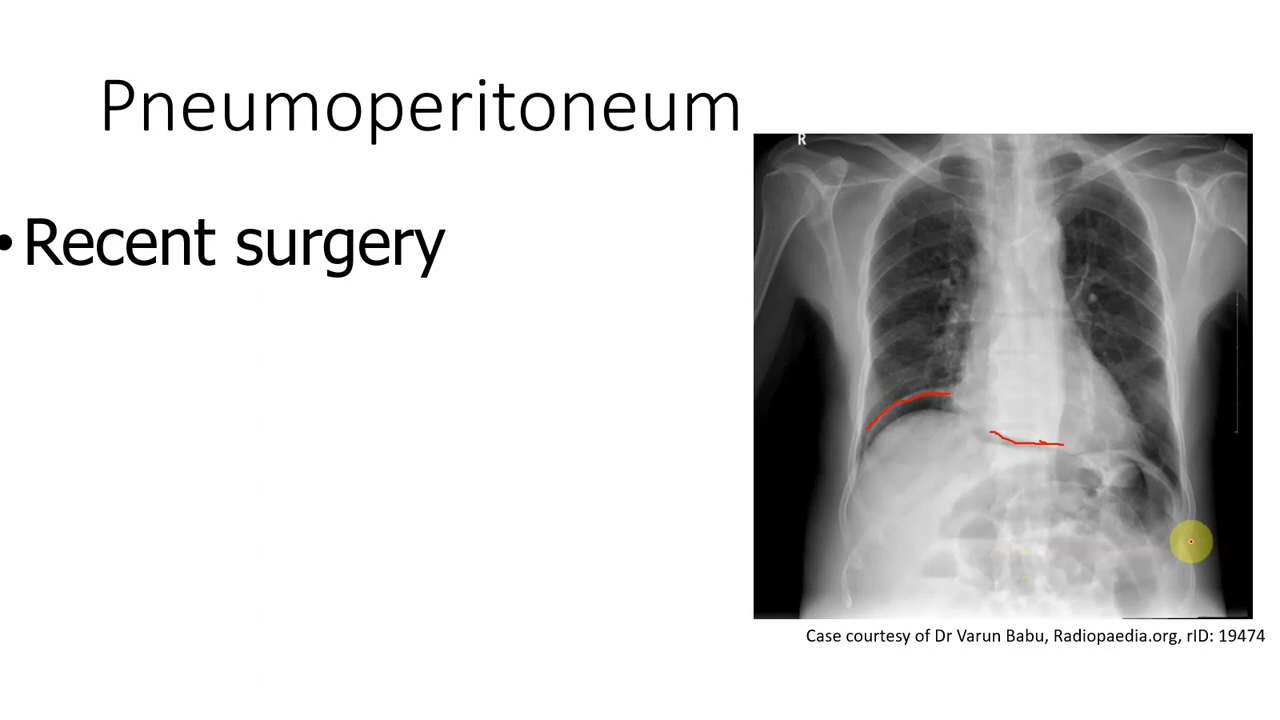 Pneumoperitoneum
R
• Recent surgery
Case courtesy of Dr Varun Babu, Radiopaedia.org, rID: 19474